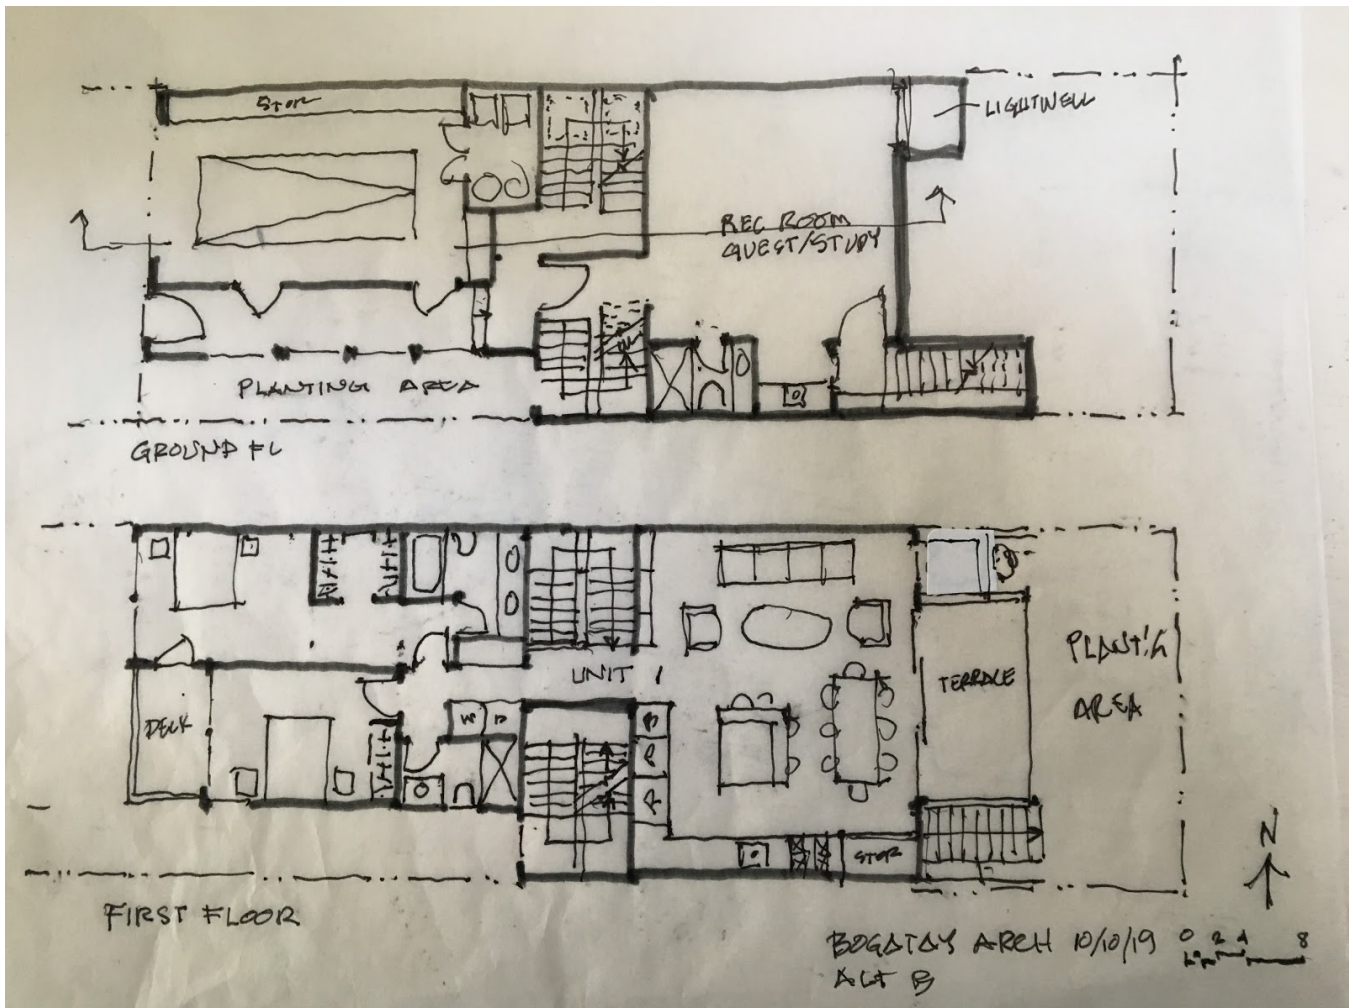 STOR
LIGHTWELL
REC ROOM
GUEST/STUDY
PLANTING AREA
GROUND FL
UNIT 1
DECK
W D
TERRACE
PLANT'G
AREA
STOR
FIRST FLOOR
N
BOGATAY ARCH 10/10/19
0 2 4 8
ALT B